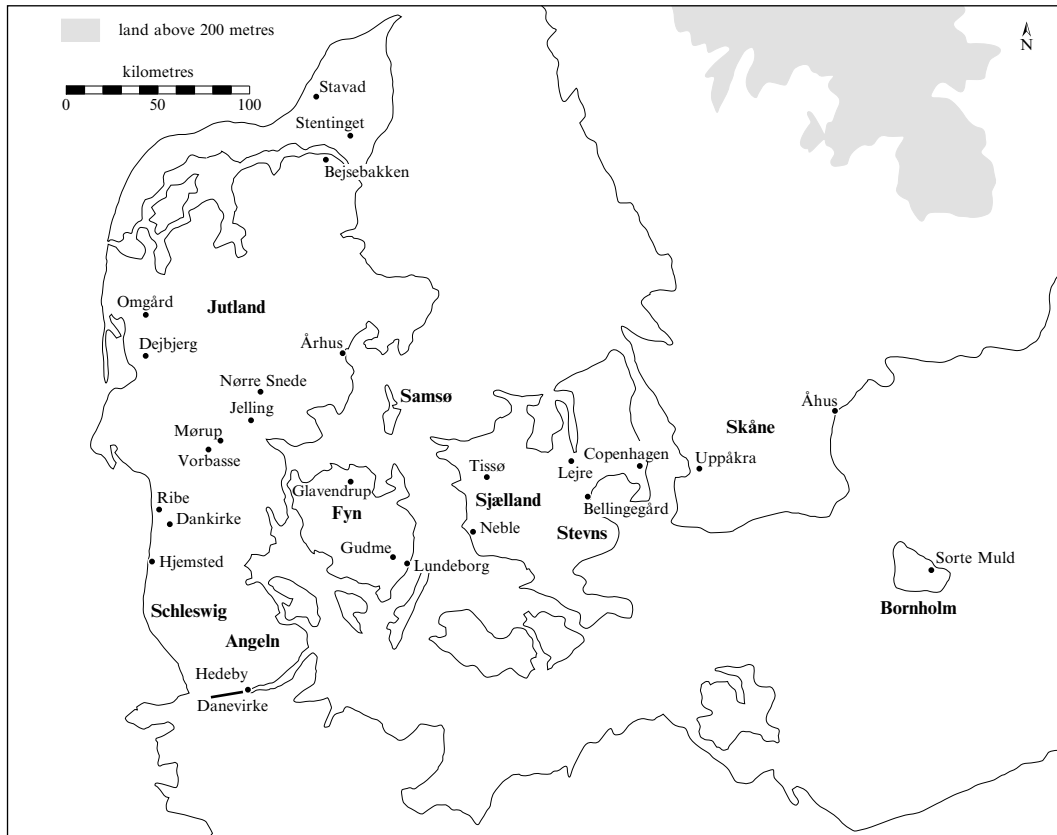 land above 200 metres
N
kilometres
0 50 100
Stavad
Stentinget
Bejsebakken
Omgård
Jutland
Dejbjerg
Århus
Nørre Snede
Samsø
Jelling
Åhus
Skåne
Mørup
Vorbasse
Copenhagen
Uppåkra
Tissø
Lejre
Glavendrup
Sjælland
Ribe
Bellingegård
Fyn
Dankirke
Neble
Stevns
Gudme
Hjemsted
Lundeborg
Sorte Muld
Schleswig
Bornholm
Angeln
Hedeby
Danevirke